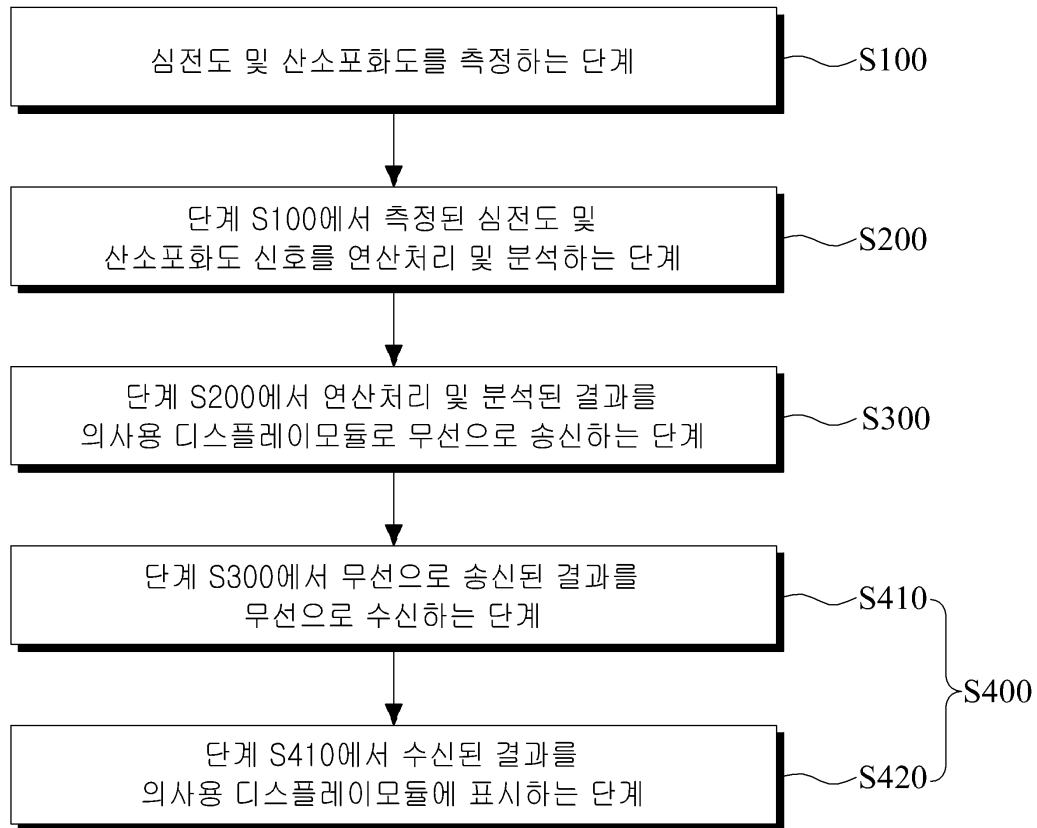 심전도 및 산소포화도를 측정하는 단계
S100
단계 S100에서 측정된 심전도 및
산소포화도 신호를 연산처리 및 분석하는 단계
S200
단계 S200에서 연산처리 및 분석된 결과를
의사용 디스플레이모듈로 무선으로 송신하는 단계
S300
단계 S300에서 무선으로 송신된 결과를
무선으로 수신하는 단계
S410
S400
단계 S410에서 수신된 결과를
의사용 디스플레이모듈에 표시하는 단계
S420